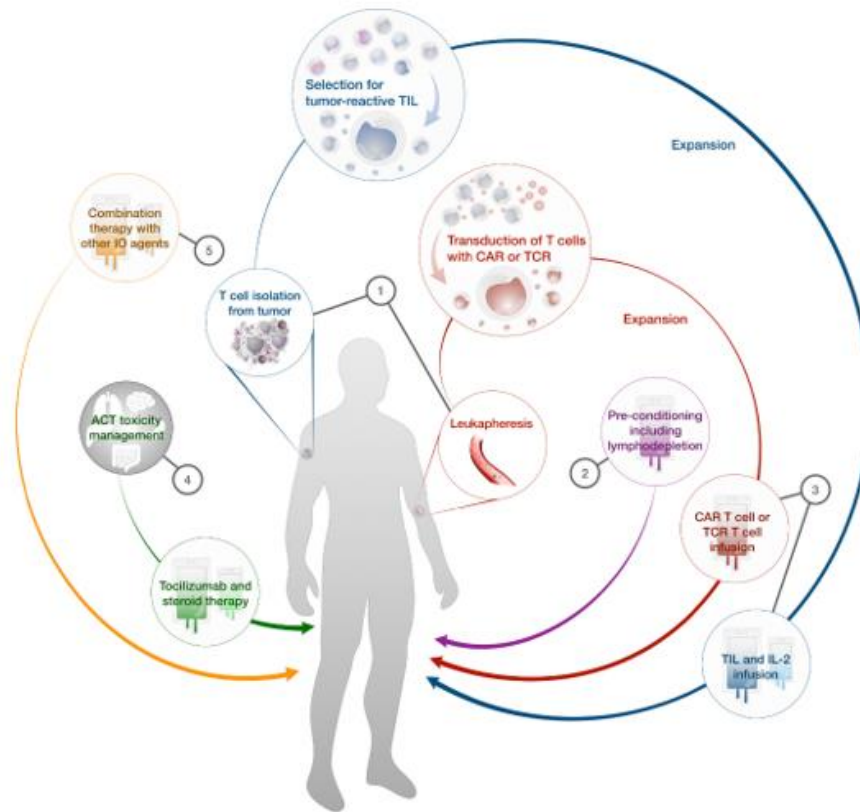 Selection for
tumor-reactive TIL
Expansion
Combination
therapy with
other IO agents
5
Transduction of T cells
with CAR or TCR
T cell isolation
from tumor
1
Expansion
ACT toxicity
management
4
Leukapheresis
Pre-conditioning
including
lymphodepletion
2
3
CAR T cell or
TCR T cell
infusion
Tocilizumab and
steroid therapy
TIL and IL-2
infusion